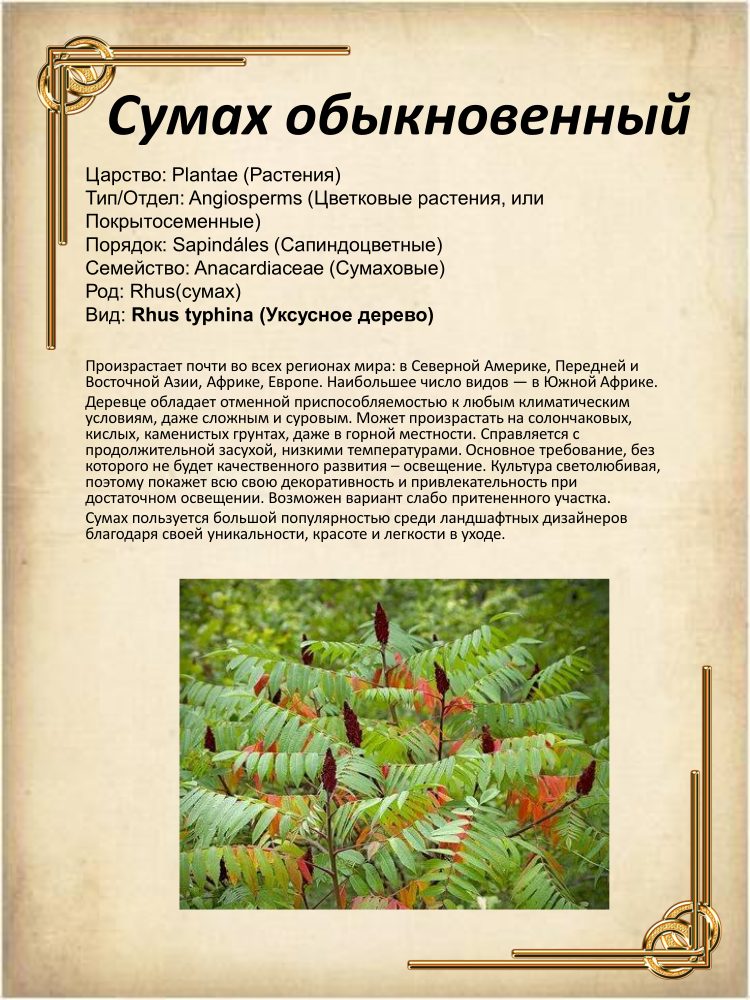 Сумах обыкновенный
Царство: Plantae (Растения)
Тип/Отдел: Angiosperms (Цветковые растения, или
Покрытосеменные)
Порядок: Sapindáles (Сапиндоцветные)
Семейство: Anacardiaceae (Сумаховые)
Род: Rhus(сумах)
Вид: Rhus typhina (Уксусное дерево)
Произрастает почти во всех регионах мира: в Северной Америке, Передней и
Восточной Азии, Африке, Европе. Наибольшее число видов — в Южной Африке.
Деревце обладает отменной приспособляемостью к любым климатическим
условиям, даже сложным и суровым. Может произрастать на солончаковых,
кислых, каменистых грунтах, даже в горной местности. Справляется с
продолжительной засухой, низкими температурами. Основное требование, без
которого не будет качественного развития – освещение. Культура светолюбивая,
поэтому покажет всю свою декоративность и привлекательность при
достаточном освещении. Возможен вариант слабо притененного участка.
Сумах пользуется большой популярностью среди ландшафтных дизайнеров
благодаря своей уникальности, красоте и легкости в уходе.